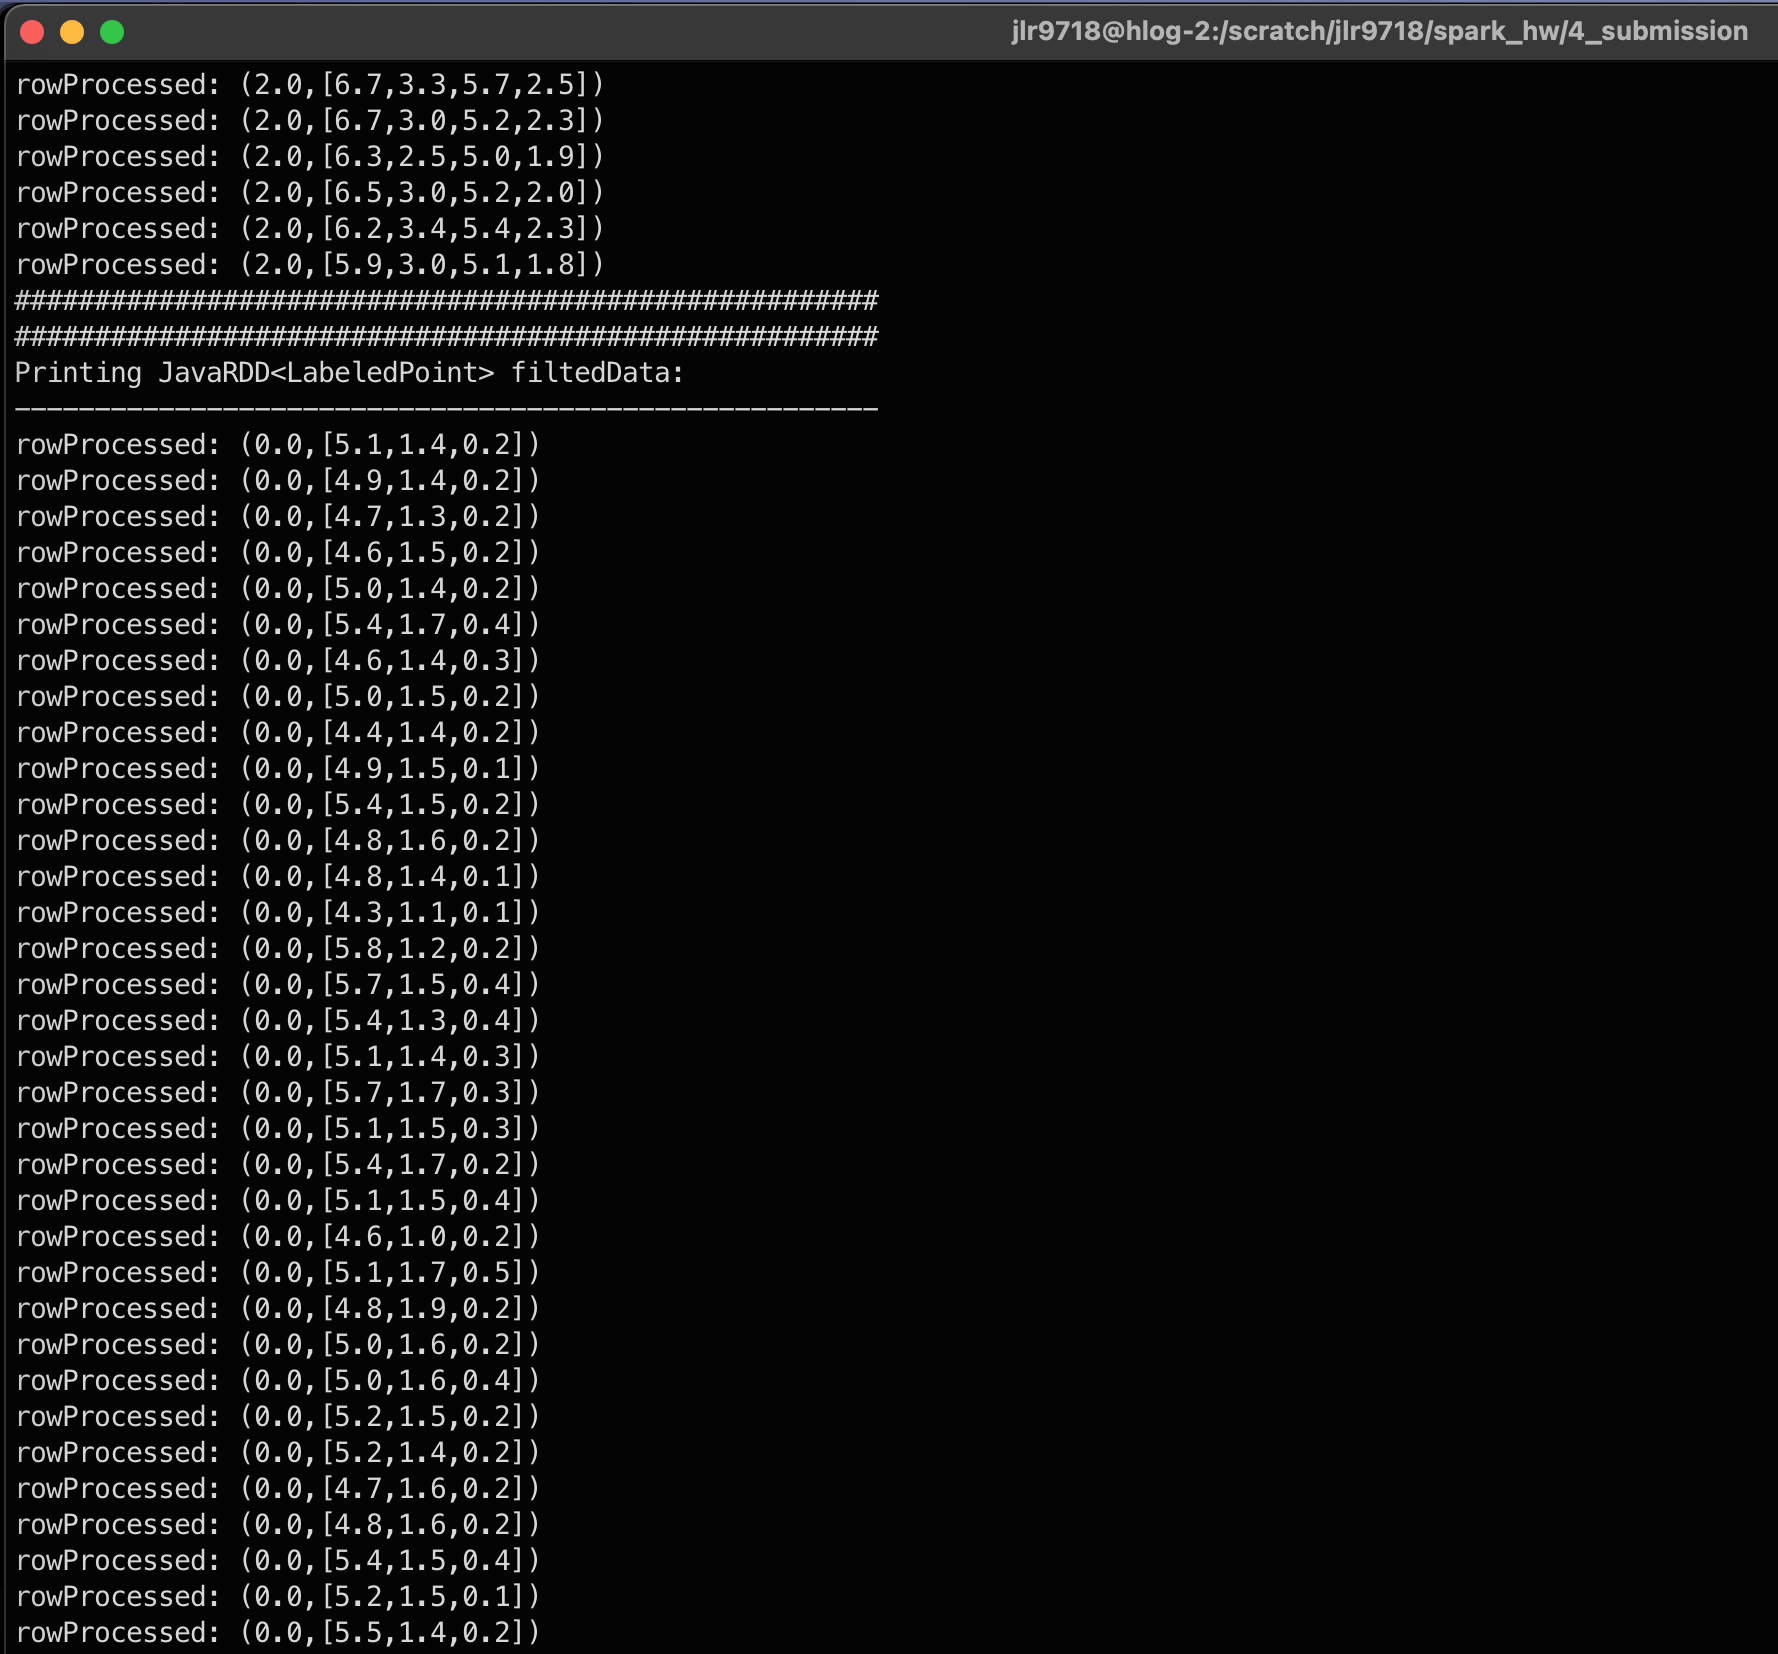 jlr9718@hlog-2:/scratch/jlr9718/spark_hw/4_submission
rowProcessed: (2.0,[6.7,3.3,5.7,2.5])
rowProcessed: (2.0,[6.7,3.0,5.2,2.3])
rowProcessed: (2.0,[6.3,2.5,5.0,1.9])
rowProcessed: (2.0,[6.5,3.0,5.2,2.0])
rowProcessed: (2.0,[6.2,3.4,5.4,2.3])
rowProcessed: (2.0,[5.9,3.0,5.1,1.8])
######################################################
######################################################
Printing JavaRDD<LabeledPoint> filtedData:
------------------------------------------------------
rowProcessed: (0.0,[5.1,1.4,0.2])
rowProcessed: (0.0,[4.9,1.4,0.2])
rowProcessed: (0.0,[4.7,1.3,0.2])
rowProcessed: (0.0,[4.6,1.5,0.2])
rowProcessed: (0.0,[5.0,1.4,0.2])
rowProcessed: (0.0,[5.4,1.7,0.4])
rowProcessed: (0.0,[4.6,1.4,0.3])
rowProcessed: (0.0,[5.0,1.5,0.2])
rowProcessed: (0.0,[4.4,1.4,0.2])
rowProcessed: (0.0,[4.9,1.5,0.1])
rowProcessed: (0.0,[5.4,1.5,0.2])
rowProcessed: (0.0,[4.8,1.6,0.2])
rowProcessed: (0.0,[4.8,1.4,0.1])
rowProcessed: (0.0,[4.3,1.1,0.1])
rowProcessed: (0.0,[5.8,1.2,0.2])
rowProcessed: (0.0,[5.7,1.5,0.4])
rowProcessed: (0.0,[5.4,1.3,0.4])
rowProcessed: (0.0,[5.1,1.4,0.3])
rowProcessed: (0.0,[5.7,1.7,0.3])
rowProcessed: (0.0,[5.1,1.5,0.3])
rowProcessed: (0.0,[5.4,1.7,0.2])
rowProcessed: (0.0,[5.1,1.5,0.4])
rowProcessed: (0.0,[4.6,1.0,0.2])
rowProcessed: (0.0,[5.1,1.7,0.5])
rowProcessed: (0.0,[4.8,1.9,0.2])
rowProcessed: (0.0,[5.0,1.6,0.2])
rowProcessed: (0.0,[5.0,1.6,0.4])
rowProcessed: (0.0,[5.2,1.5,0.2])
rowProcessed: (0.0,[5.2,1.4,0.2])
rowProcessed: (0.0,[4.7,1.6,0.2])
rowProcessed: (0.0,[4.8,1.6,0.2])
rowProcessed: (0.0,[5.4,1.5,0.4])
rowProcessed: (0.0,[5.2,1.5,0.1])
rowProcessed: (0.0,[5.5,1.4,0.2])